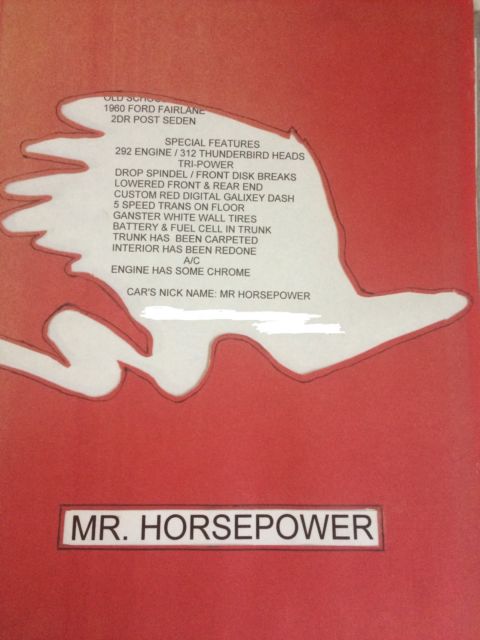 OLD SCHOO
1960 FORD FAIRLANE
2DR POST SEDEN
SPECIAL FEATURES
292 ENGINE / 312 THUNDERBIRD HEADS
TRI-POWER
DROP SPINDEL / FRONT DISK BREAKS
LOWERED FRONT & REAR END
CUSTOM RED DIGITAL GALIXEY DASH
5 SPEED TRANS ON FLOOR
GANSTER WHITE WALL TIRES
BATTERY & FUEL CELL IN TRUNK
TRUNK HAS BEEN CARPETED
INTERIOR HAS BEEN REDONE
A/C
ENGINE HAS SOME CHROME
CAR'S NICK NAME: MR HORSEPOWER
MR. HORSEPOWER